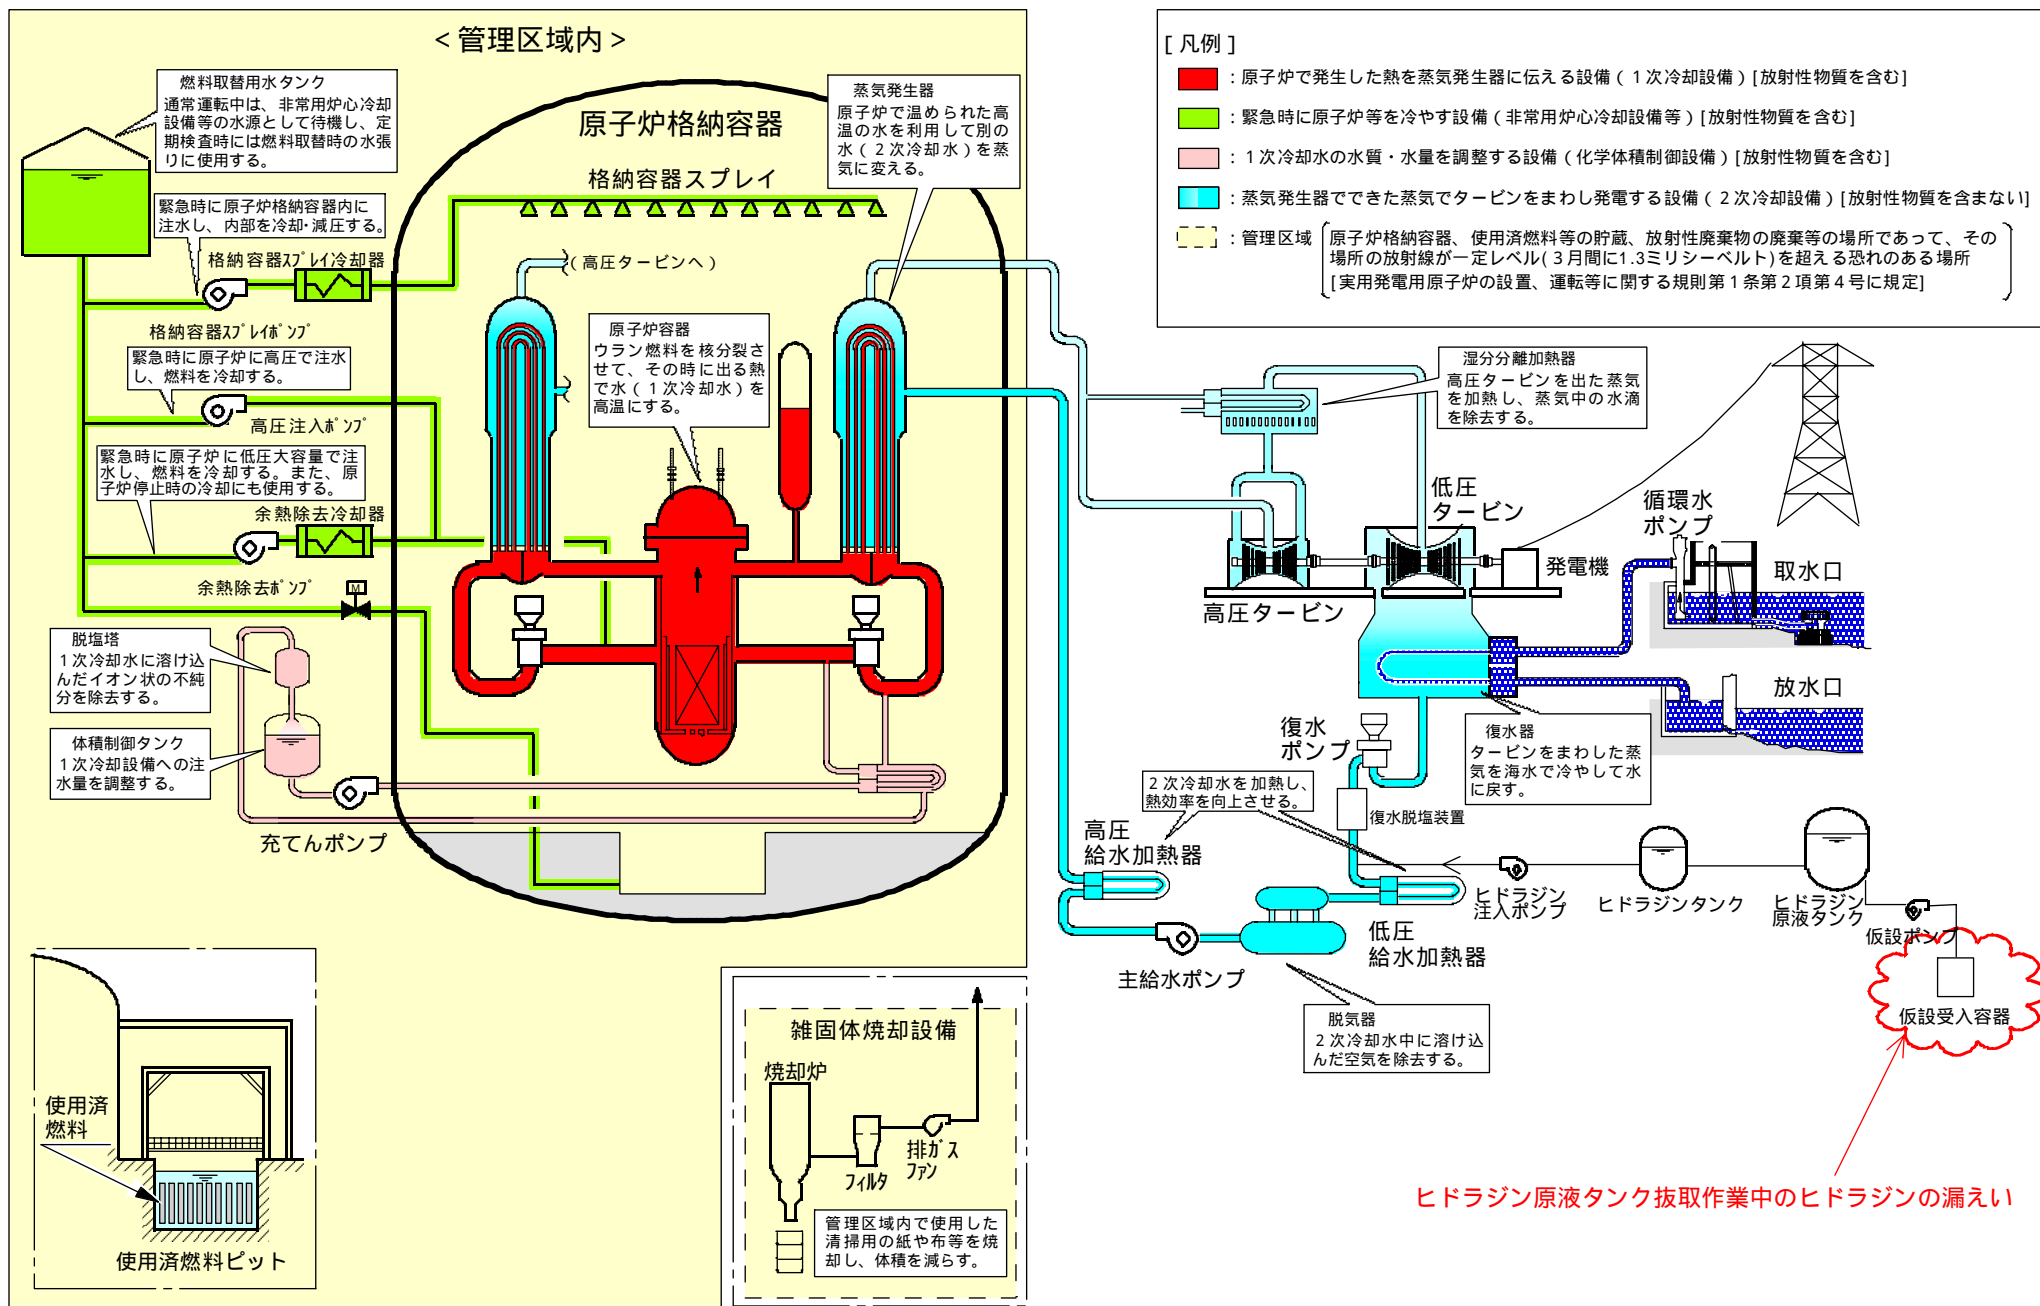 <管理区域内>
燃料取替用水タンク
通常運転中は、非常用炉心冷却
設備等の水源として待機し、定
期検査時には燃料取替時の水張
りに使用する。
緊急時に原子炉格納容器内に
注水し、内部を冷却・減圧する。
格納容器ｽﾌﾟﾚｲ冷却器
格納容器ｽﾌﾟﾚｲﾎﾟﾝﾌﾟ
緊急時に原子炉に高圧で注水
し、燃料を冷却する。
高圧注入ﾎﾟﾝﾌﾟ
緊急時に原子炉に低圧大容量で注
水し、燃料を冷却する。また、原
子炉停止時の冷却にも使用する。
余熱除去冷却器
余熱除去ﾎﾟﾝﾌﾟ
M
脱塩塔
1次冷却水に溶け込
んだイオン状の不純
分を除去する。
体積制御タンク
1次冷却設備への注
水量を調整する。
充てんポンプ
原子炉格納容器
格納容器スプレイ
蒸気発生器
原子炉で温められた高
温の水を利用して別の
水（2次冷却水）を蒸
気に変える。
(高圧タービンへ)
原子炉容器
ウラン燃料を核分裂さ
せて、その時に出る熱
で水（1次冷却水）を
高温にする。
[凡例]
：原子炉で発生した熱を蒸気発生器に伝える設備（1次冷却設備）[放射性物質を含む]
：緊急時に原子炉等を冷やす設備（非常用炉心冷却設備等）[放射性物質を含む]
：1次冷却水の水質・水量を調整する設備（化学体積制御設備）[放射性物質を含む]
：蒸気発生器でできた蒸気でタービンをまわし発電する設備（2次冷却設備）[放射性物質を含まない]
：管理区域
原子炉格納容器、使用済燃料等の貯蔵、放射性廃棄物の廃棄等の場所であって、その
場所の放射線が一定レベル(3月間に1.3ミリシーベルト)を超える恐れのある場所
[実用発電用原子炉の設置、運転等に関する規則第1条第2項第4号に規定]
湿分分離加熱器
高圧タービンを出た蒸気
を加熱し、蒸気中の水滴
を除去する。
低圧
タービン
高圧タービン
発電機
循環水
ポンプ
取水口
放水口
復水器
タービンをまわした蒸
気を海水で冷やして水
に戻す。
復水
ポンプ
2次冷却水を加熱し、
熱効率を向上させる。
復水脱塩装置
高圧
給水加熱器
低圧
給水加熱器
主給水ポンプ
脱気器
2次冷却水中に溶け込
んだ空気を除去する。
ヒドラジン
注入ポンプ
ヒドラジンタンク
ヒドラジン
原液タンク
仮設ポンプ
仮設受入容器
ヒドラジン原液タンク抜取作業中のヒドラジンの漏えい
使用済
燃料
使用済燃料ピット
雑固体焼却設備
焼却炉
ﾌｨﾙﾀ
排ｶﾞｽ
ﾌｧﾝ
管理区域内で使用した
清掃用の紙や布等を焼
却し、体積を減らす。